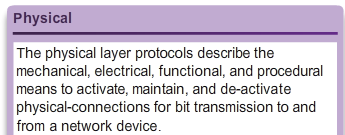 Physical
The physical layer protocols describe the
mechanical, electrical, functional, and procedural
means to activate, maintain, and de-activate
physical-connections for bit transmission to and
from a network device.